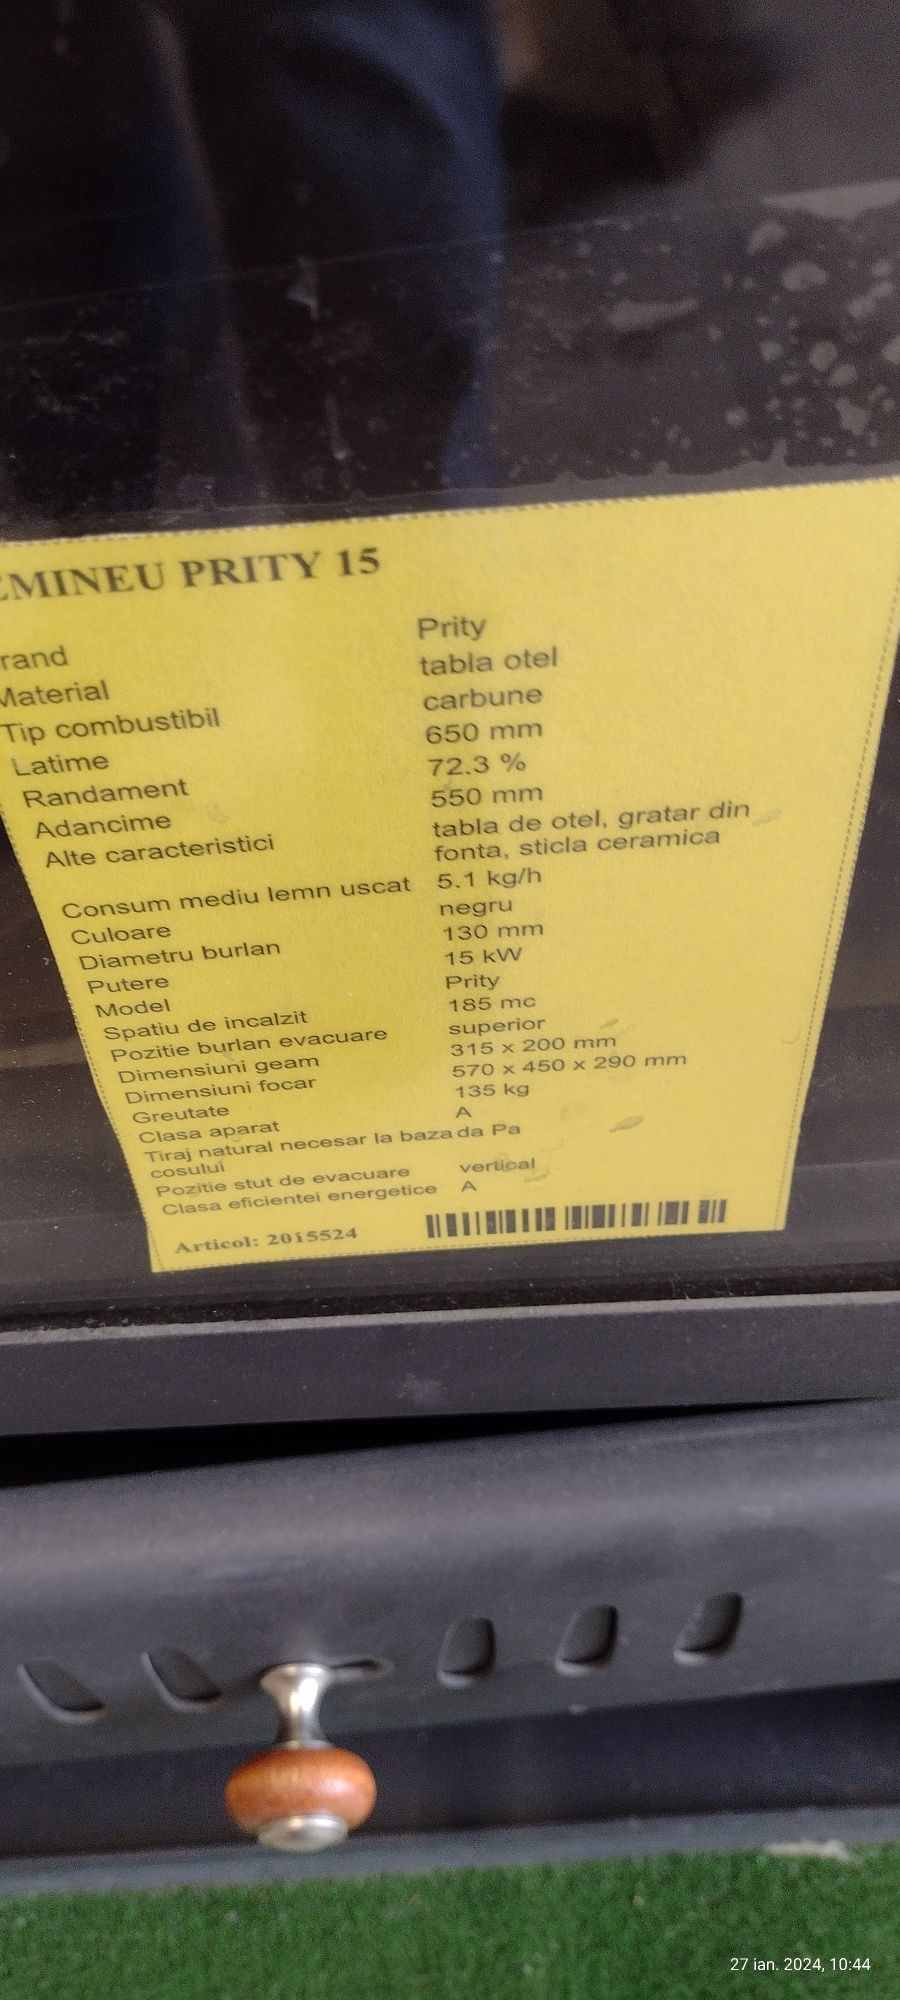 EMINEU PRITY 15
rand Prity
Material tabla otel
Tip combustibil carbune
Latime 650 mm
Randament 72.3 %
Adancime 550 mm
Alte caracteristici tabla de otel, gratar din
fonta, sticla ceramica
Consum mediu lemn uscat 5.1 kg/h
Culoare negru
Diametru burlan 130 mm
Putere 15 kW
Model Prity
Spatiu de incalzit 185 mc
Pozitie burlan evacuare superior
Dimensiuni geam 315 x 200 mm
Dimensiuni focar 570 x 450 x 290 mm
Greutate 135 kg
Clasa aparat A
Tiraj natural necesar la baza da Pa
cosului
Pozitie stut de evacuare vertical
Clasa eficientei energetice A
Articol: 2015524
27 ian. 2024, 10:44